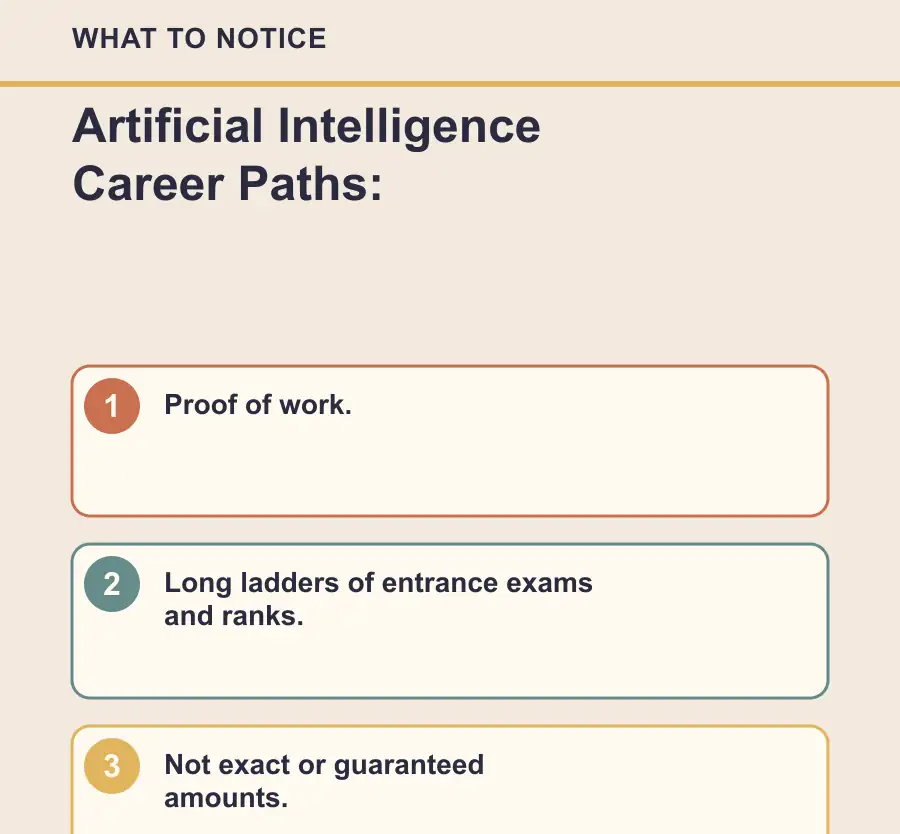 WHAT TO NOTICE
Artificial Intelligence
Career Paths:
1
Proof of work.
2
Long ladders of entrance exams
and ranks.
3
Not exact or guaranteed
amounts.